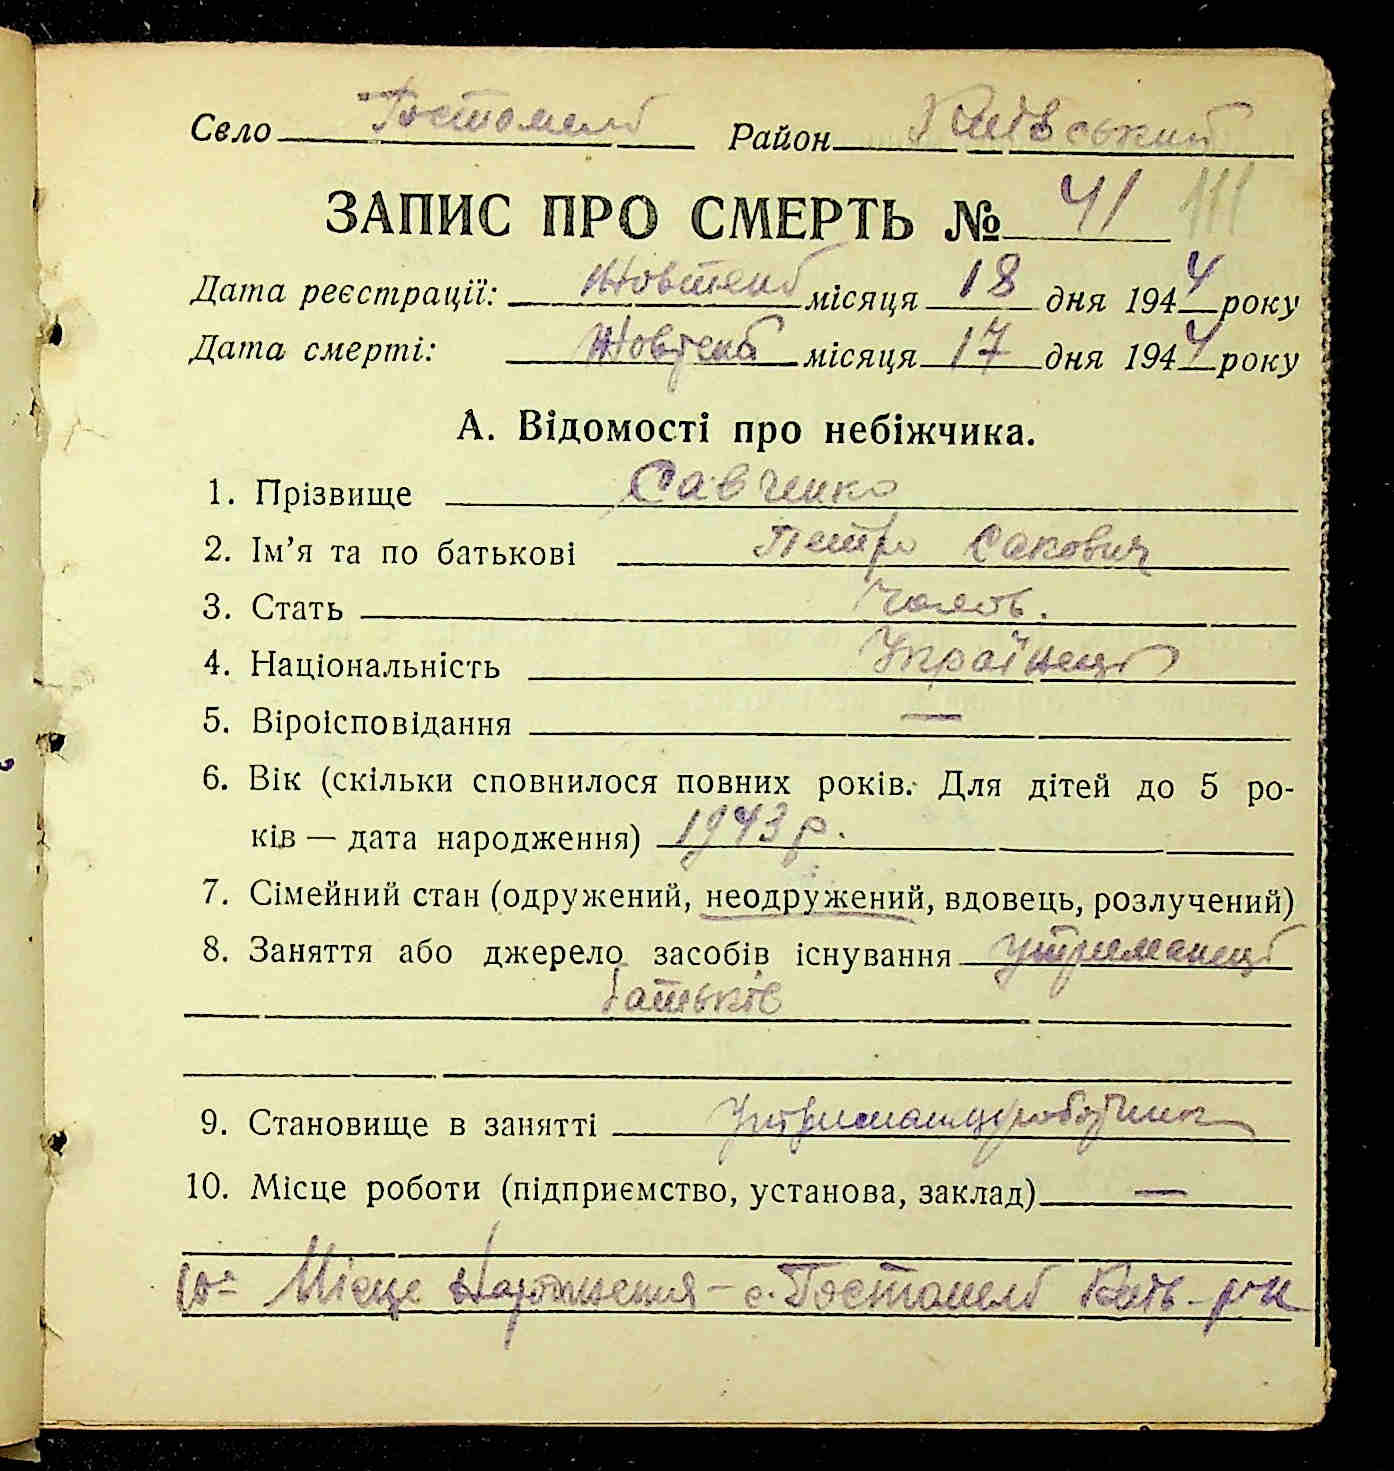 Село Гостомель Район Київський
ЗАПИС ПРО СМЕРТЬ № 41 111
Дата реєстрації: Жовтень місяця 18 дня 1944 року
Дата смерті: Жовтень місяця 17 дня 1944 року
А. Відомості про небіжчика.
1. Прізвище Савченко
2. Ім’я та по батькові Петро Сакович
3. Стать Чолов.
4. Національність Українець
5. Віроісповідання —
6. Вік (скільки сповнилося повних років. Для дітей до 5 ро-
ків — дата народження) 1943 р.
7. Сімейний стан (одружений, неодружений, вдовець, розлучений)
8. Заняття або джерело засобів існування утриманець
батьків
9. Становище в занятті
10. Місце роботи (підприємство, установа, заклад) —
10а Місце народження – с. Гостомель Київ - р-н